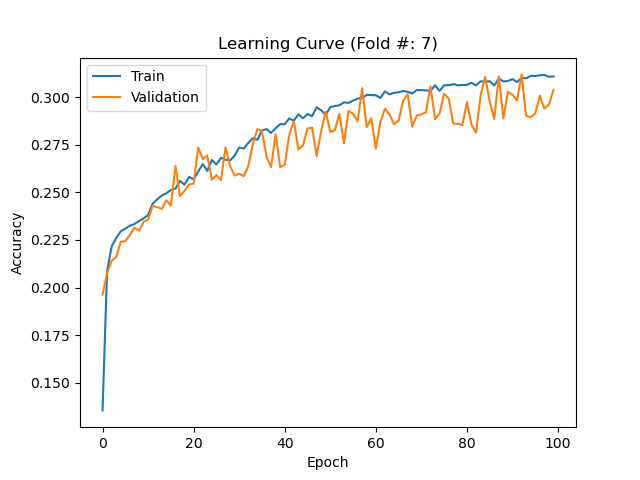 Learning Curve (Fold #: 7)
Train
Validation
0.300
0.275
0.250
0.225
0.200
0.175
0.150
Accuracy
0 20 40 60 80 100
Epoch